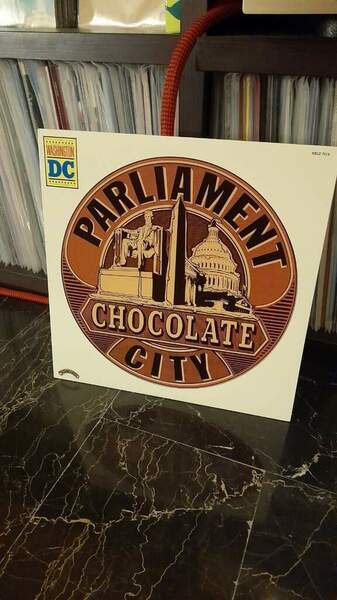 WASHINGTON
DC
PARLIAMENT
CHOCOLATE
CITY